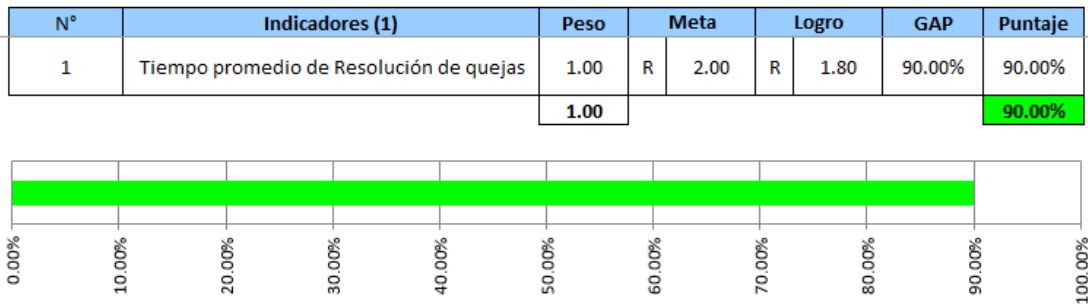 N° Indicadores (1) Peso Meta Logro GAP Puntaje
1 Tiempo promedio de Resolución de quejas 1.00 R 2.00 R 1.80 90.00% 90.00%
1.00 90.00%
0.00% 10.00% 20.00% 30.00% 40.00% 50.00% 60.00% 70.00% 80.00% 90.00% 100.00%